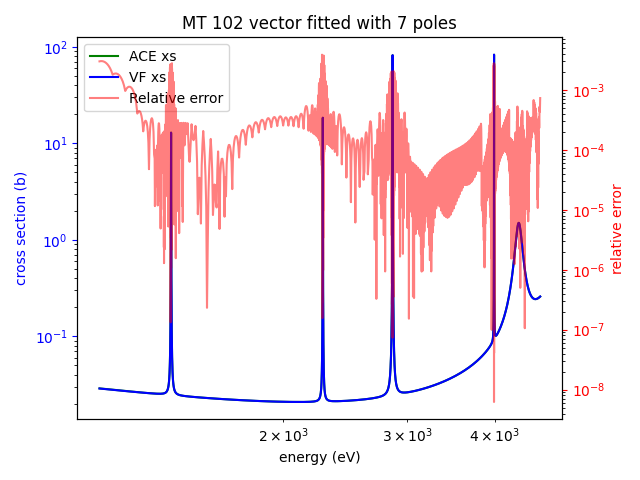 MT 102 vector fitted with 7 poles
ACE xs
VF xs
Relative error
cross section (b)
10²
10¹
10⁰
10⁻¹
10⁻³
10⁻⁴
10⁻⁵
10⁻⁶
10⁻⁷
10⁻⁸
relative error
2 × 10³
3 × 10³
4 × 10³
energy (eV)